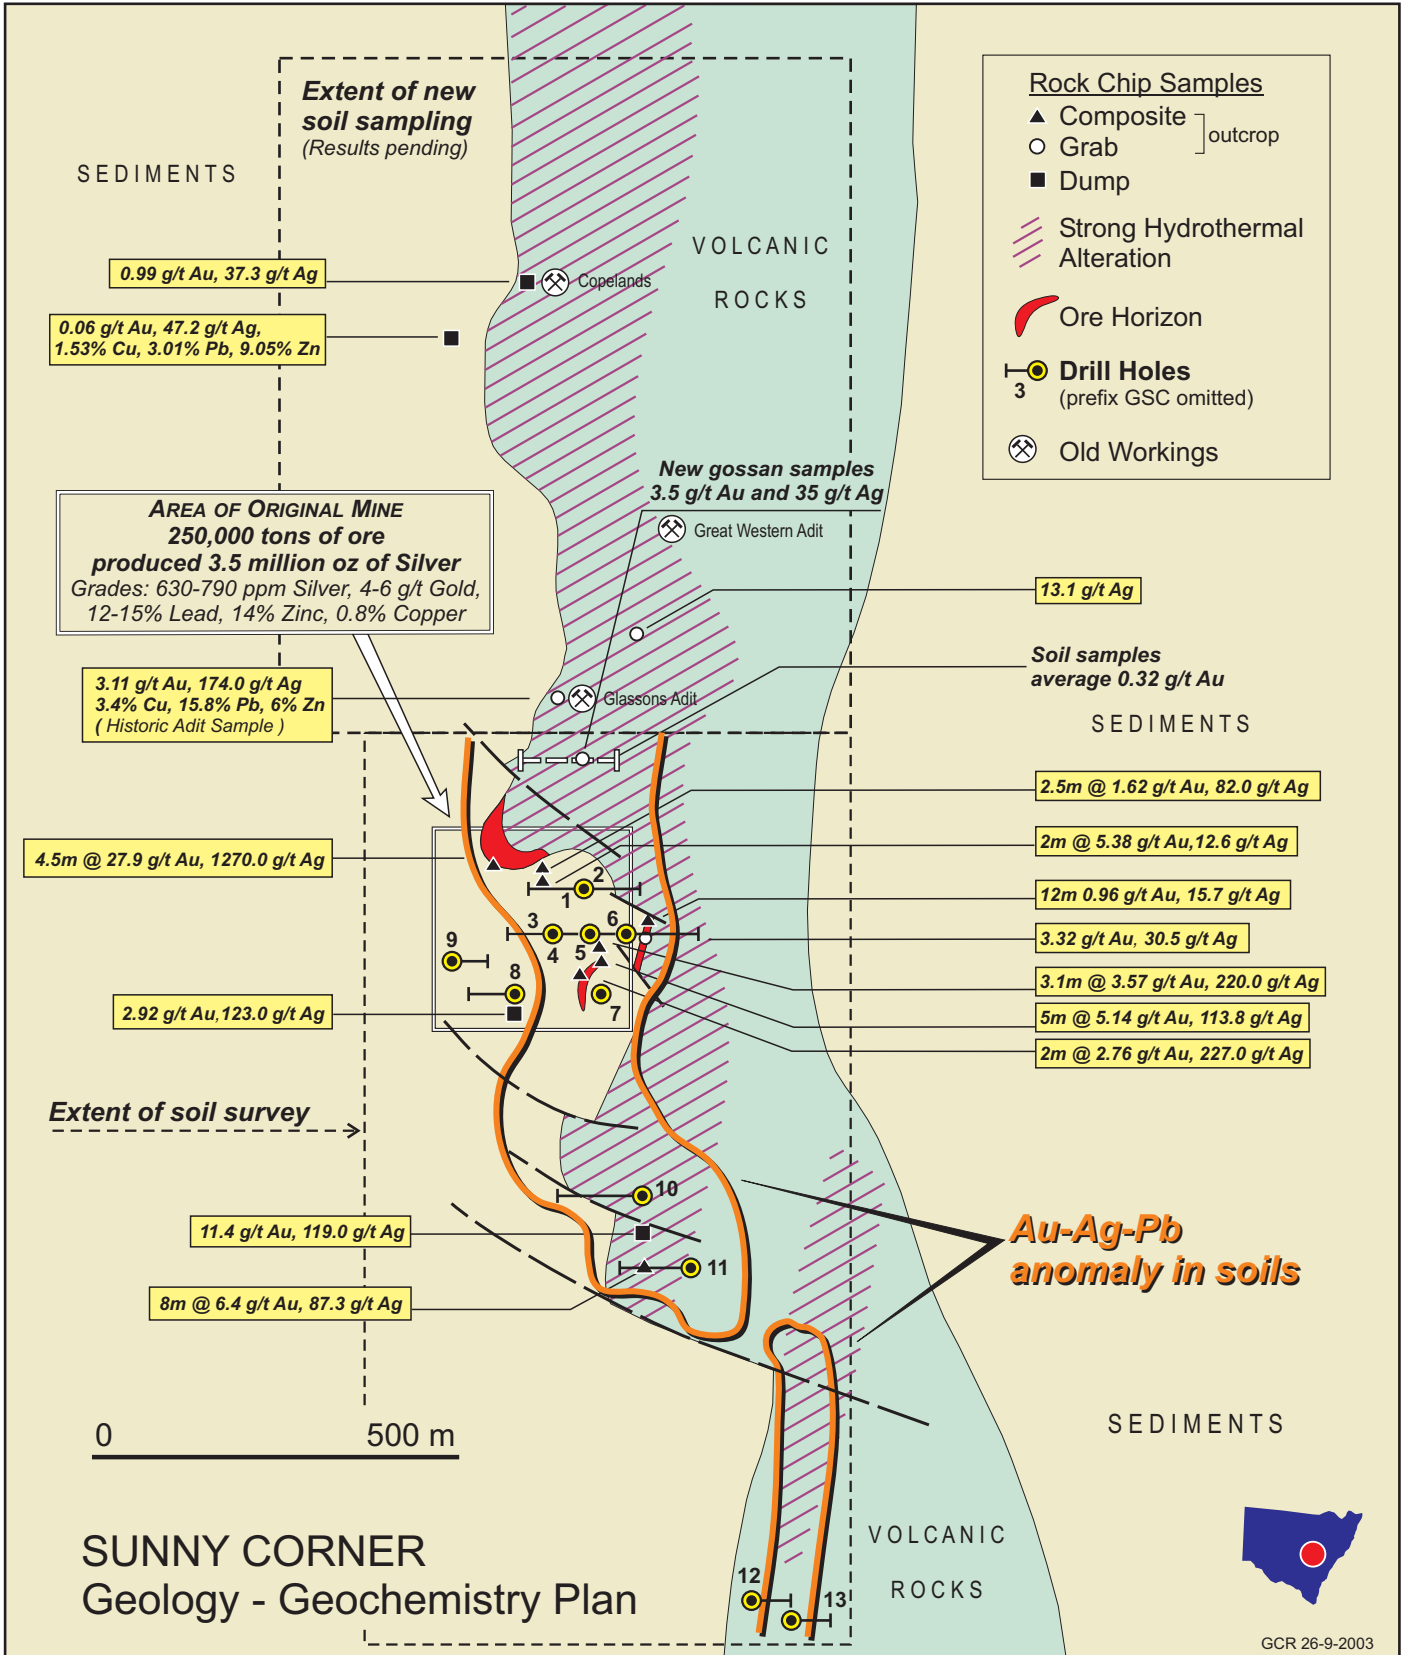 Extent of new
soil sampling
(Results pending)
SEDIMENTS
Rock Chip Samples
Composite
Grab
outcrop
Dump
Strong Hydrothermal
Alteration
Ore Horizon
3
Drill Holes
(prefix GSC omitted)
Old Workings
VOLCANIC
ROCKS
0.99 g/t Au, 37.3 g/t Ag
Copelands
0.06 g/t Au, 47.2 g/t Ag,
1.53% Cu, 3.01% Pb, 9.05% Zn
New gossan samples
3.5 g/t Au and 35 g/t Ag
Great Western Adit
AREA OF ORIGINAL MINE
250,000 tons of ore
produced 3.5 million oz of Silver
Grades: 630-790 ppm Silver, 4-6 g/t Gold,
12-15% Lead, 14% Zinc, 0.8% Copper
13.1 g/t Ag
Soil samples
average 0.32 g/t Au
SEDIMENTS
3.11 g/t Au, 174.0 g/t Ag
3.4% Cu, 15.8% Pb, 6% Zn
( Historic Adit Sample )
Glassons Adit
2.5m @ 1.62 g/t Au, 82.0 g/t Ag
2m @ 5.38 g/t Au,12.6 g/t Ag
4.5m @ 27.9 g/t Au, 1270.0 g/t Ag
12m 0.96 g/t Au, 15.7 g/t Ag
3.32 g/t Au, 30.5 g/t Ag
3.1m @ 3.57 g/t Au, 220.0 g/t Ag
5m @ 5.14 g/t Au, 113.8 g/t Ag
2m @ 2.76 g/t Au, 227.0 g/t Ag
2
1
3
6
4
5
9
8
7
2.92 g/t Au,123.0 g/t Ag
Extent of soil survey
10
11.4 g/t Au, 119.0 g/t Ag
11
8m @ 6.4 g/t Au, 87.3 g/t Ag
Au-Ag-Pb
anomaly in soils
0 500 m
SEDIMENTS
SUNNY CORNER
Geology - Geochemistry Plan
VOLCANIC
ROCKS
12
13
GCR 26-9-2003